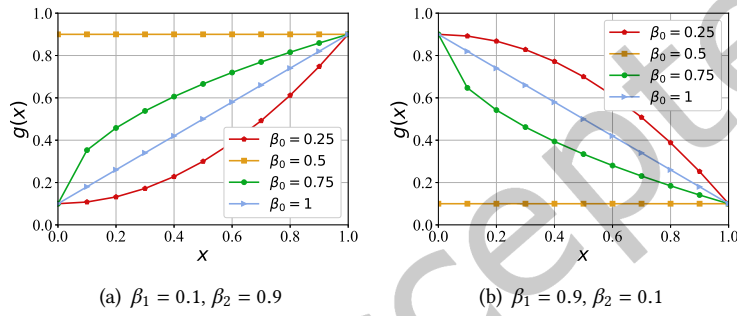 1.0
0.8
0.6
0.4
0.2
0.0
g(x)
0.0 0.2 0.4 0.6 0.8 1.0
x
β₀ = 0.25
β₀ = 0.5
β₀ = 0.75
β₀ = 1
(a) β₁ = 0.1, β₂ = 0.9
1.0
0.8
0.6
0.4
0.2
0.0
g(x)
0.0 0.2 0.4 0.6 0.8 1.0
x
β₀ = 0.25
β₀ = 0.5
β₀ = 0.75
β₀ = 1
(b) β₁ = 0.9, β₂ = 0.1